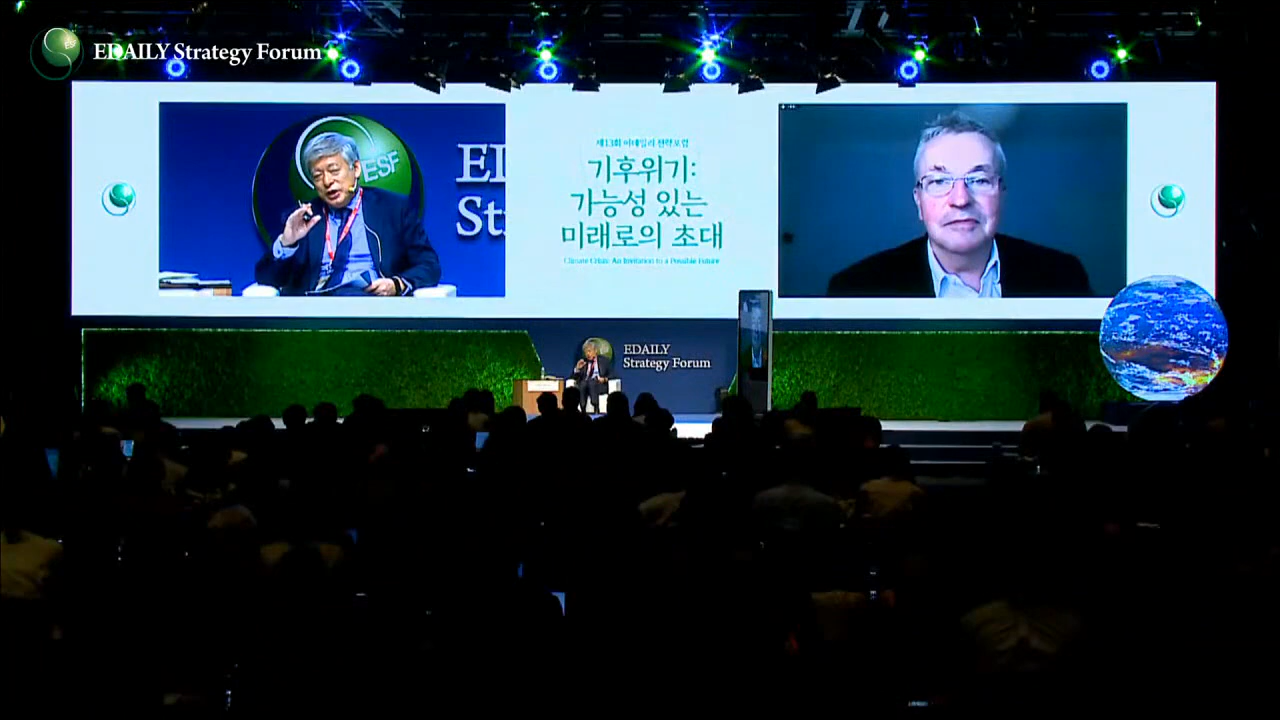 EDAILY Strategy Forum
ESF
제13회 이데일리 전략포럼
기후위기:
가능성 있는
미래로의 초대
Climate Crisis: An Invitation to a Possible Future
EDAILY
Strategy Forum